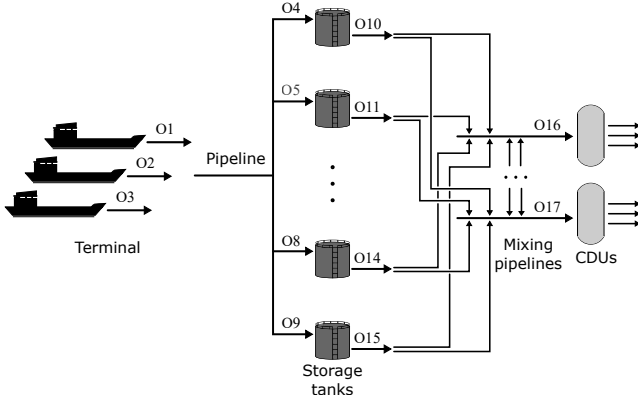 O4
O10
O5
O11
O1
O16
O2
Pipeline
O3
O17
Terminal
O8
O14
Mixing
pipelines
CDUs
O9
O15
Storage
tanks